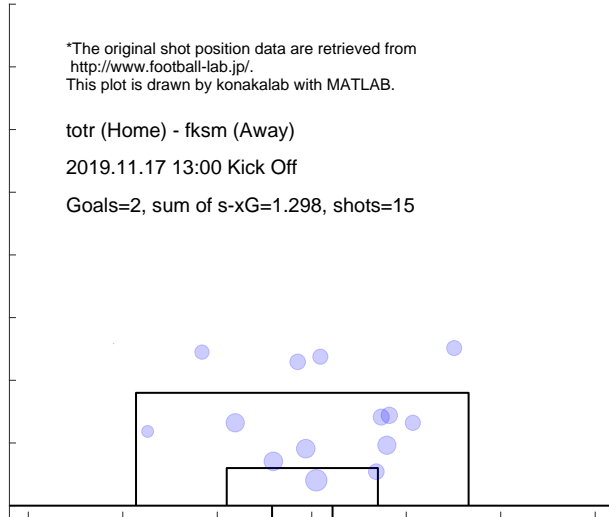 *The original shot position data are retrieved from
http://www.football-lab.jp/.
This plot is drawn by konakalab with MATLAB.
totr (Home) - fksm (Away)
2019.11.17 13:00 Kick Off
Goals=2, sum of s-xG=1.298, shots=15